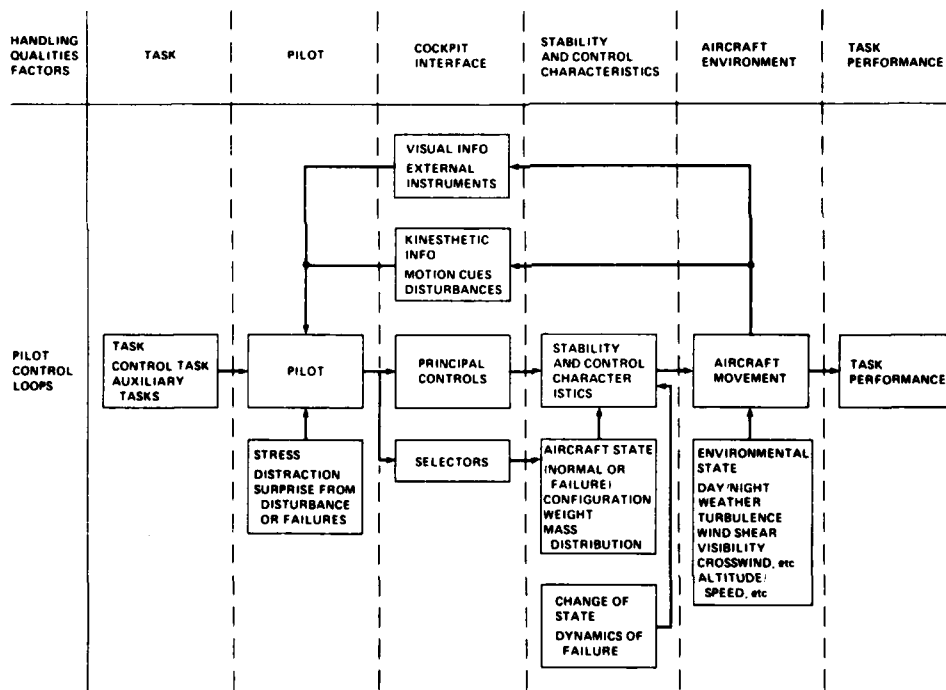 HANDLING
QUALITIES
FACTORS
TASK
PILOT
COCKPIT
INTERFACE
STABILITY
AND CONTROL
CHARACTERISTICS
AIRCRAFT
ENVIRONMENT
TASK
PERFORMANCE
VISUAL INFO
EXTERNAL
INSTRUMENTS
KINESTHETIC
INFO
MOTION CUES
DISTURBANCES
PILOT
CONTROL
LOOPS
TASK
CONTROL TASK
AUXILIARY
TASKS
PILOT
PRINCIPAL
CONTROLS
STABILITY
AND CONTROL
CHARACTER
ISTICS
AIRCRAFT
MOVEMENT
TASK
PERFORMANCE
STRESS
DISTRACTION
SURPRISE FROM
DISTURBANCE
OR FAILURES
SELECTORS
AIRCRAFT STATE
(NORMAL OR
FAILURE)
CONFIGURATION
WEIGHT
MASS
DISTRIBUTION
ENVIRONMENTAL
STATE
DAY/NIGHT
WEATHER
TURBULENCE
WIND SHEAR
VISIBILITY
CROSSWIND, etc
ALTITUDE/
SPEED, etc
CHANGE OF
STATE
DYNAMICS OF
FAILURE